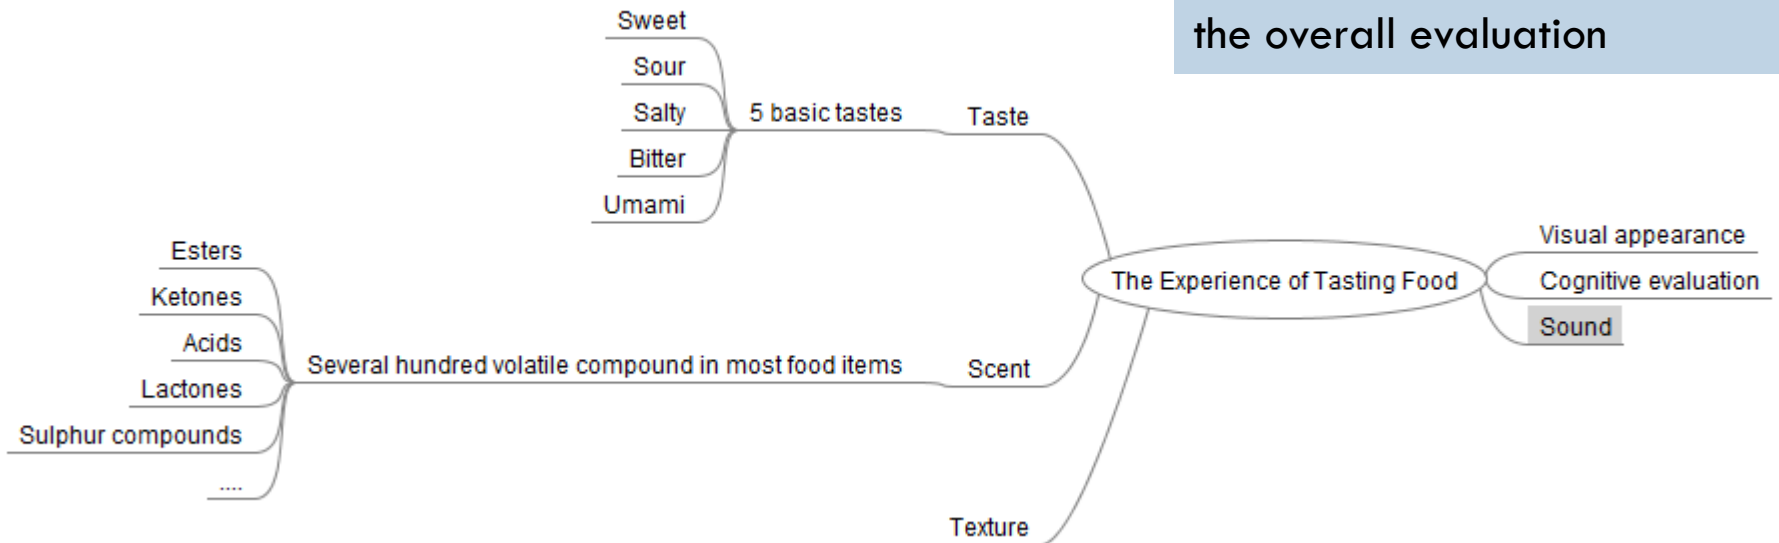 the overall evaluation
Sweet
Sour
Salty
Bitter
Umami
5 basic tastes
Taste
Esters
Ketones
Acids
Lactones
Sulphur compounds
....
Several hundred volatile compound in most food items
Scent
Texture
The Experience of Tasting Food
Visual appearance
Cognitive evaluation
Sound